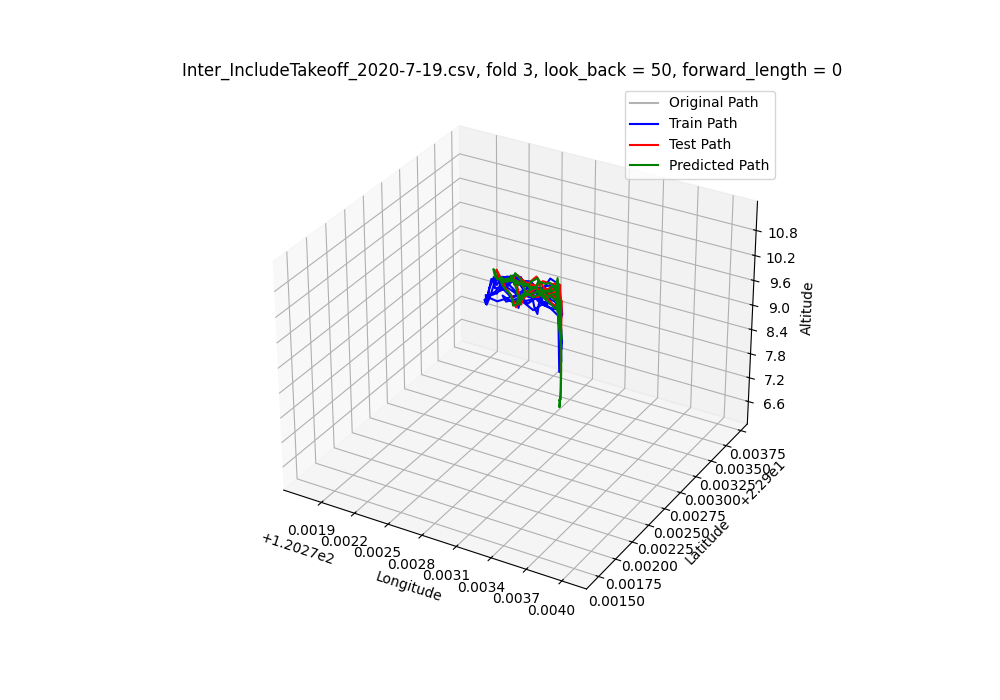 Inter_IncludeTakeoff_2020-7-19.csv, fold 3, look_back = 50, forward_length = 0
Original Path
Train Path
Test Path
Predicted Path
10.8
10.2
9.6
9.0
8.4
7.8
7.2
6.6
Altitude
0.00375
0.00350
0.00325
0.00300
0.00275
0.00250
0.00225
0.00200
0.00175
0.00150
+2.29e1
Latitude
0.0019
0.0022
0.0025
0.0028
0.0031
0.0034
0.0037
0.0040
+1.2027e2
Longitude